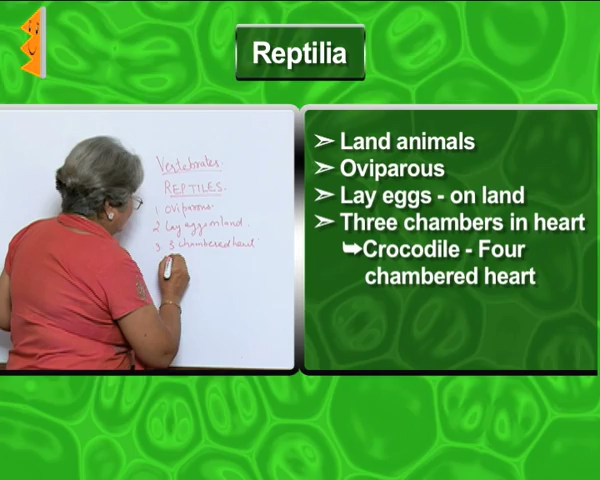 Reptilia
Vertebrates.
REPTILES.
1 Oviparous
2 Lay eggs on land.
3 3 Chambered heart
➢ Land animals
➢ Oviparous
➢ Lay eggs - on land
➢ Three chambers in heart
➥Crocodile - Four
chambered heart